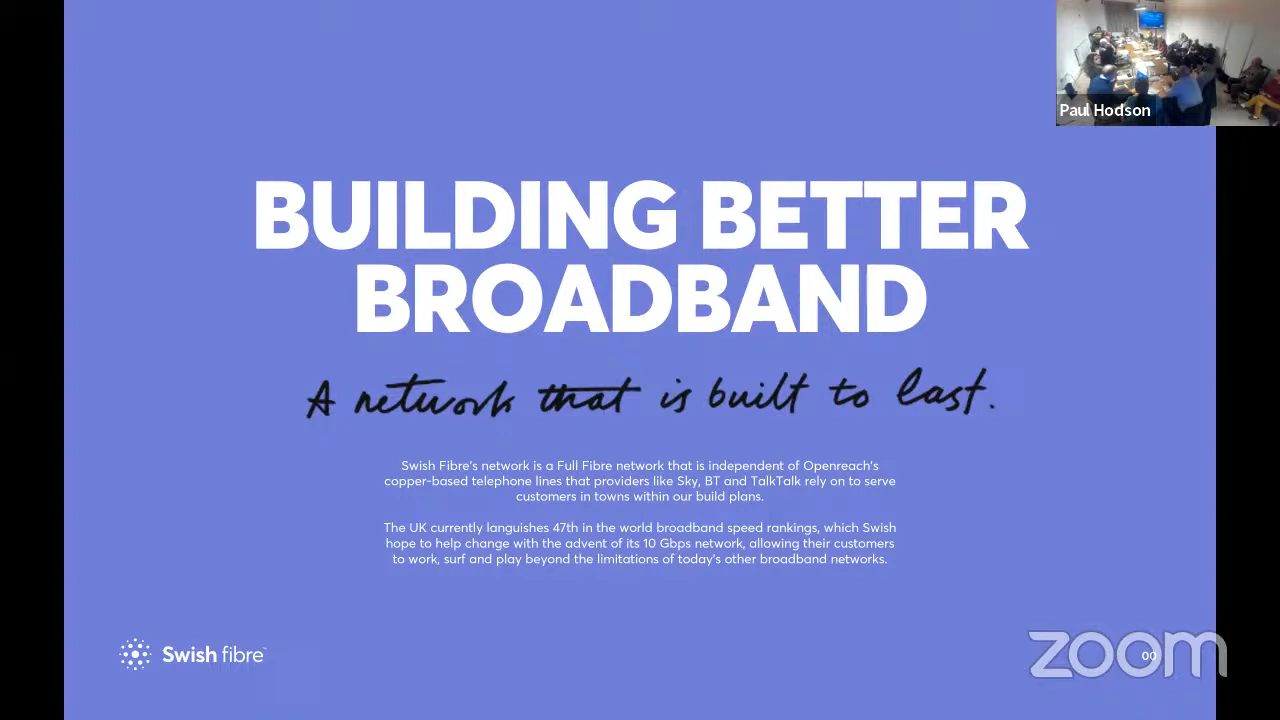 Paul Hodson
BUILDING BETTER
BROADBAND
A network that is built to last.
Swish Fibre's network is a Full Fibre network that is independent of Openreach's
copper-based telephone lines that providers like Sky, BT and TalkTalk rely on to serve
customers in towns within our build plans.
The UK currently languishes 47th in the world broadband speed rankings, which Swish
hope to help change with the advent of its 10 Gbps network, allowing their customers
to work, surf and play beyond the limitations of today's other broadband networks.
Swish fibre™
00
zoom